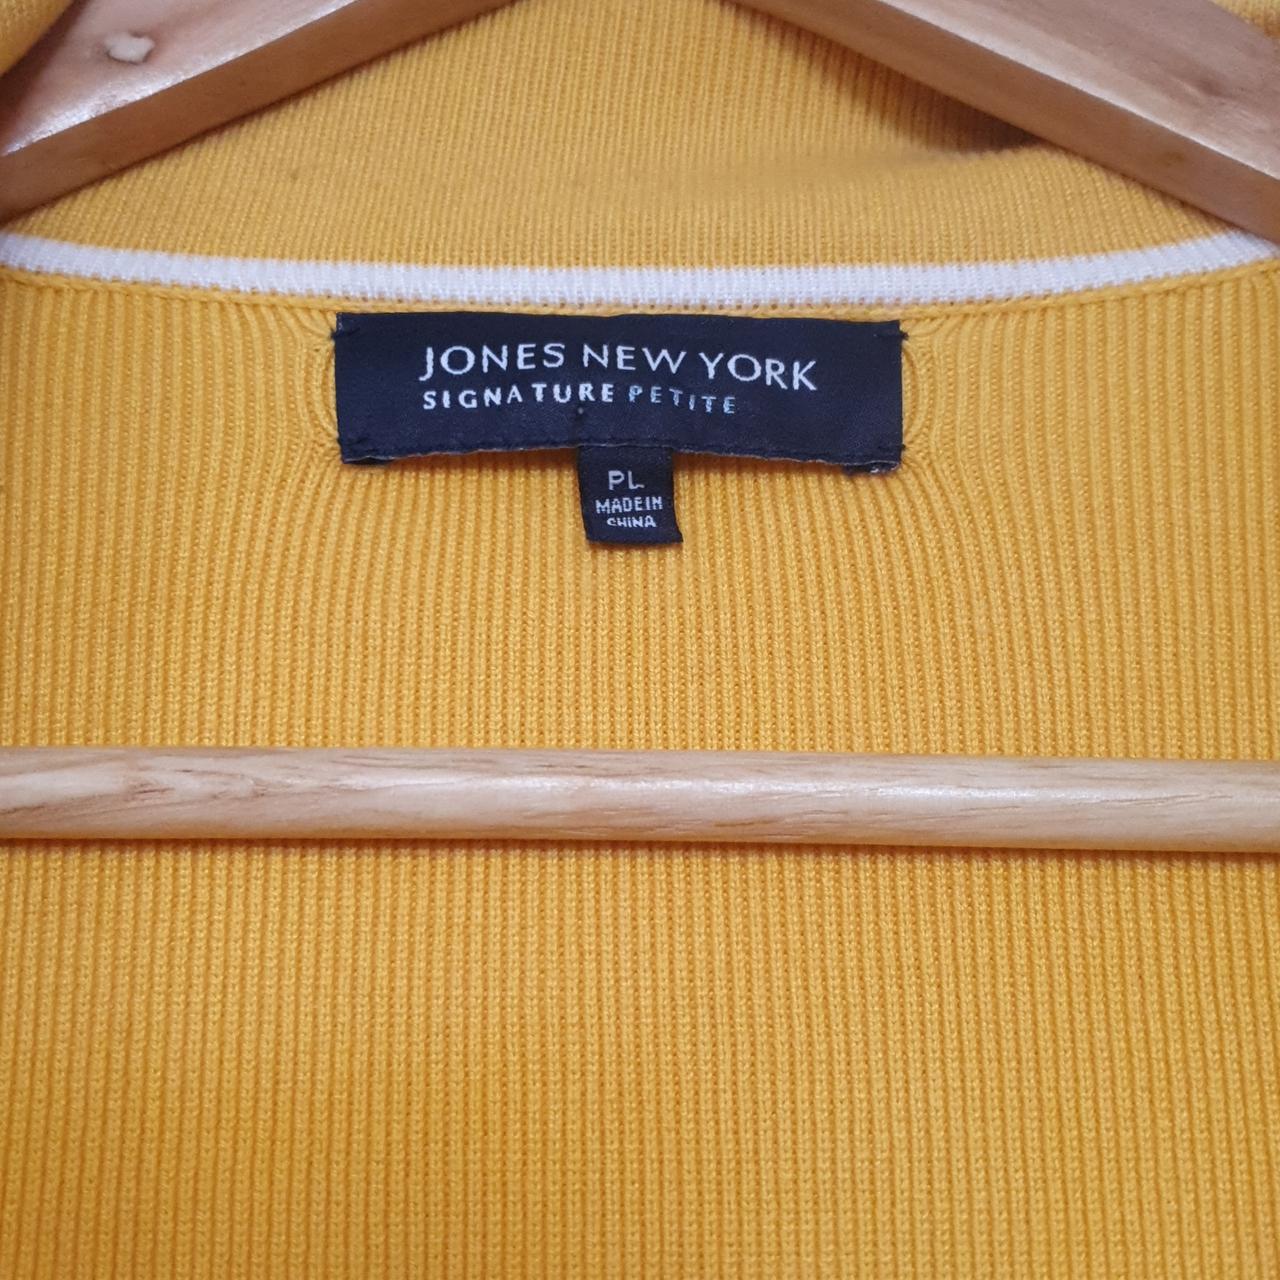 JONES NEW YORK
SIGNATURE PETITE
PL
MADE IN
CHINA